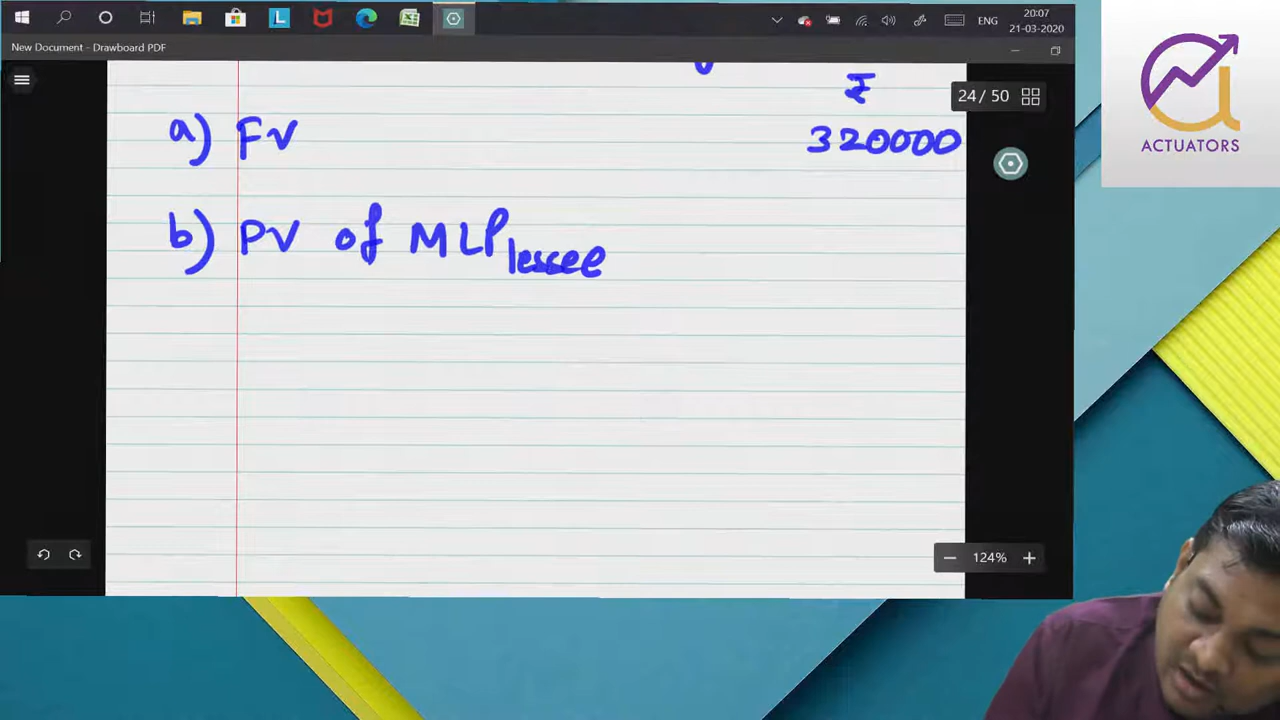 ENG
20:07
21-03-2020
New Document - Drawboard PDF
₹
24 / 50
a) FV 320000
b) PV of MLP lessee
124%
ACTUATORS